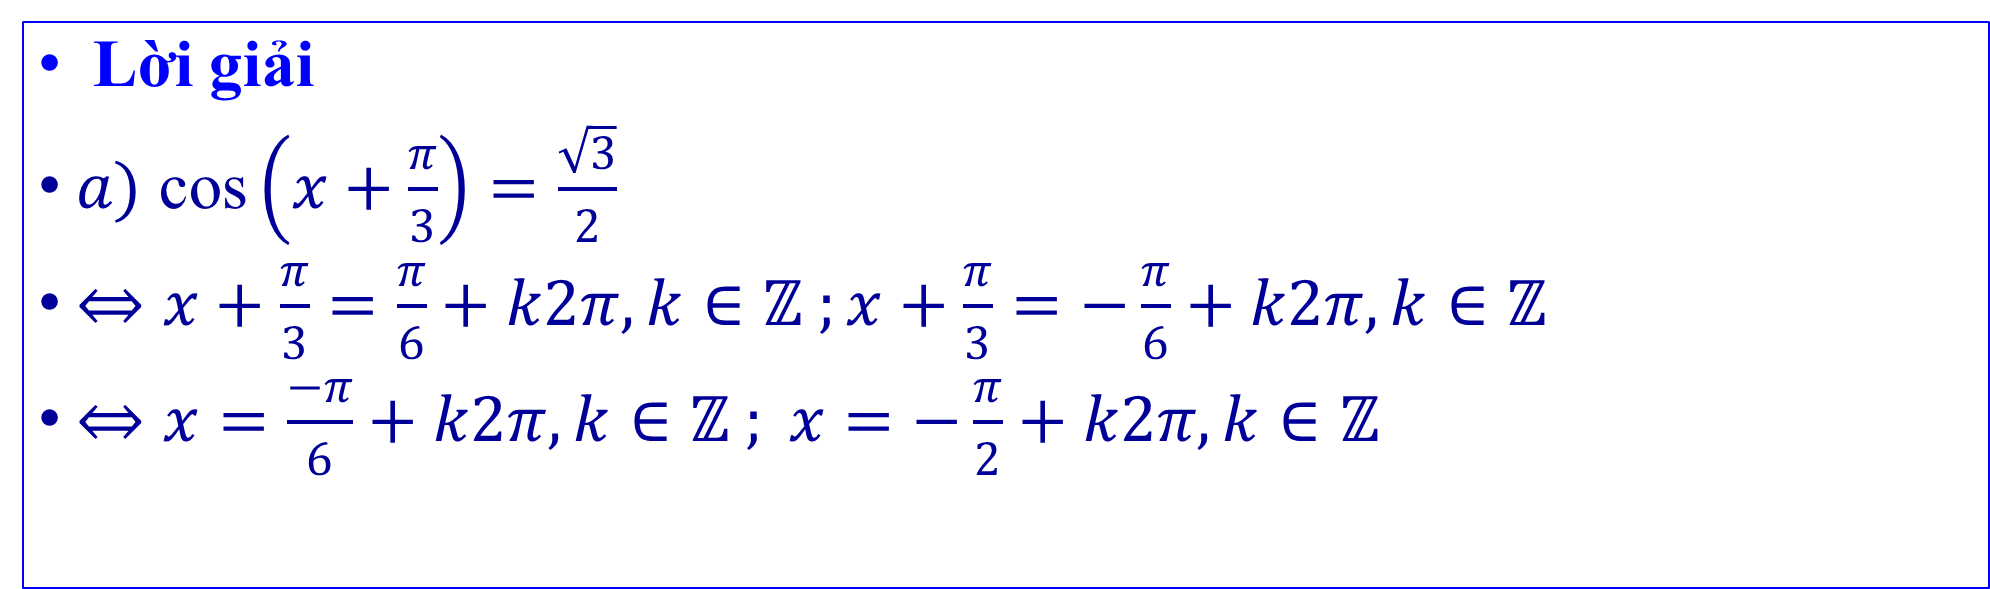 • Lời giải
• a) cos(x + π/3) = √3/2
• ⇔ x + π/3 = π/6 + k2π, k ∈ ℤ ; x + π/3 = −π/6 + k2π, k ∈ ℤ
• ⇔ x = −π/6 + k2π, k ∈ ℤ ; x = −π/2 + k2π, k ∈ ℤ